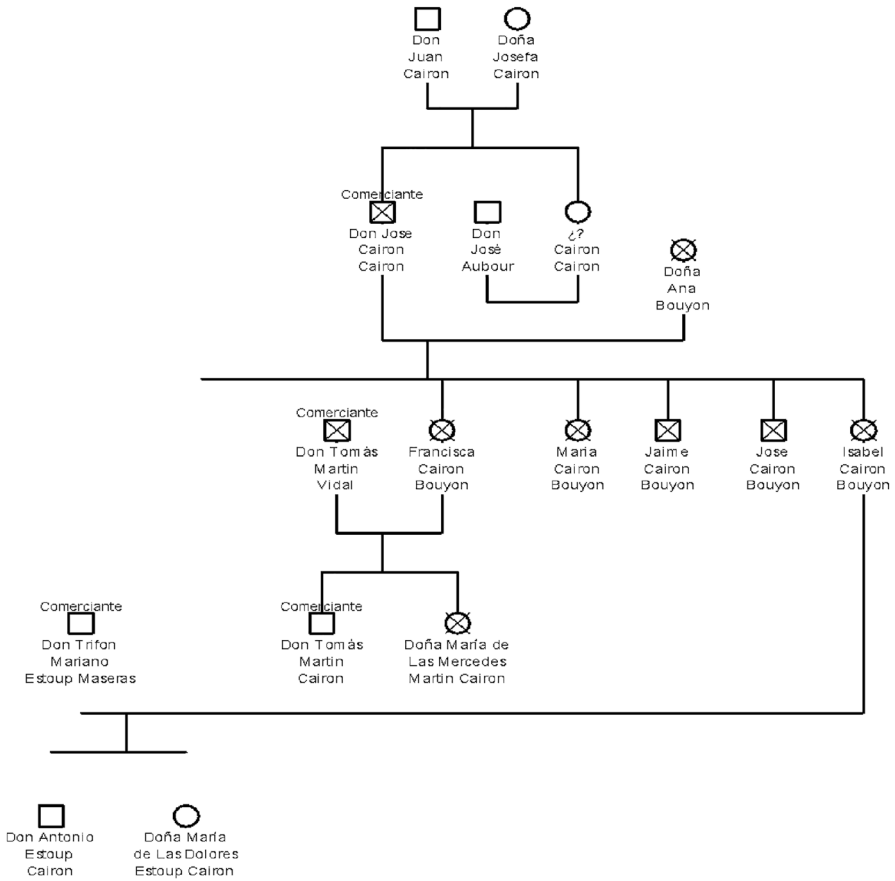 Don
Juan
Cairon
Doña
Josefa
Cairon
Comerciante
Don Jose
Cairon
Cairon
Don
José
Aubour
¿?
Cairon
Cairon
Doña
Ana
Bouyon
Comerciante
Don Tomás
Martin
Vidal
Francisca
Cairon
Bouyon
Maria
Cairon
Bouyon
Jaime
Cairon
Bouyon
Jose
Cairon
Bouyon
Isabel
Cairon
Bouyon
Comerciante
Don Trifon
Mariano
Estoup Maseras
Comerciante
Don Tomás
Martin
Cairon
Doña María de
Las Mercedes
Martin Cairon
Don Antonio
Estoup
Cairon
Doña María
de Las Dolores
Estoup Cairon